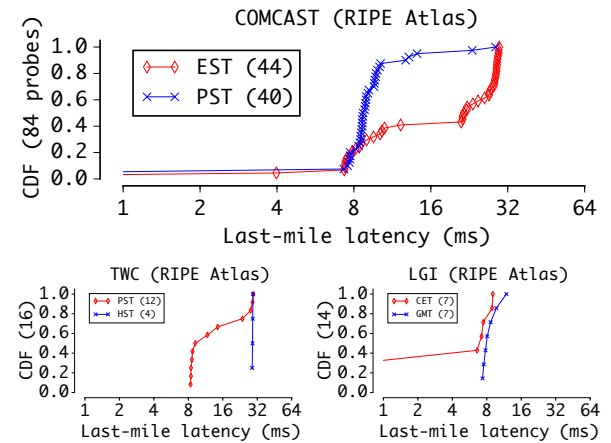 COMCAST (RIPE Atlas)
CDF (84 probes)
1.0
0.8
0.6
0.4
0.2
0.0
EST (44)
PST (40)
1 2 4 8 16 32 64
Last-mile latency (ms)
TWC (RIPE Atlas)
CDF (16)
1.0
0.8
0.6
0.4
0.2
0.0
PST (12)
HST (4)
1 2 4 8 16 32 64
Last-mile latency (ms)
LGI (RIPE Atlas)
CDF (14)
1.0
0.8
0.6
0.4
0.2
0.0
CET (7)
GMT (7)
1 2 4 8 16 32 64
Last-mile latency (ms)